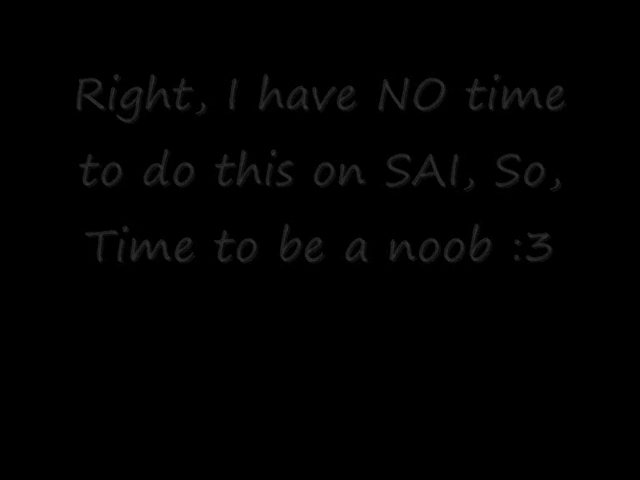 Right, I have NO time
to do this on SAI, So,
Time to be a noob :3